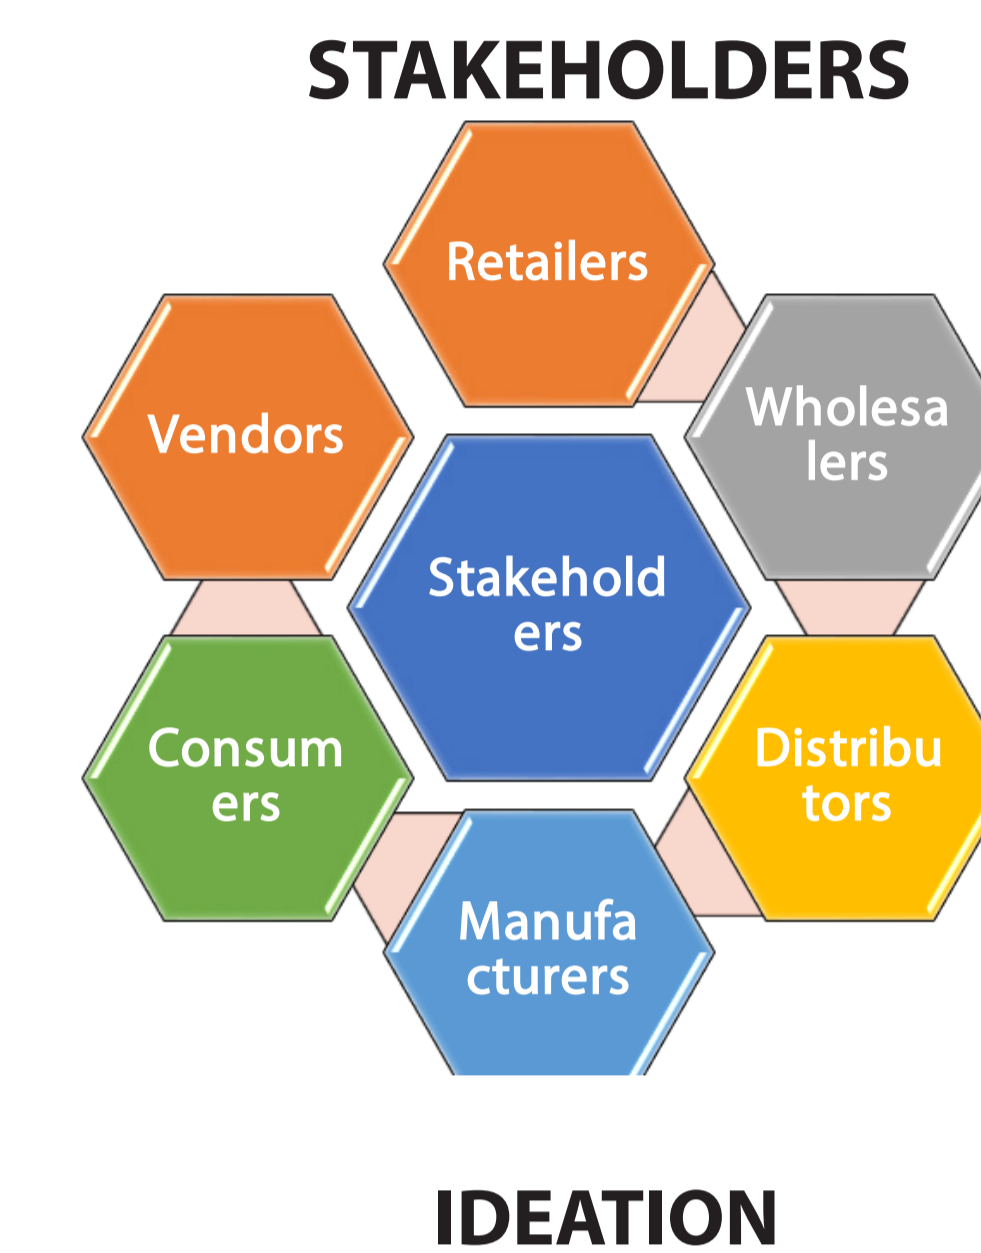 STAKEHOLDERS
Retailers
Vendors
Wholesa
lers
Stakehold
ers
Consum
ers
Distribu
tors
Manufa
cturers
IDEATION